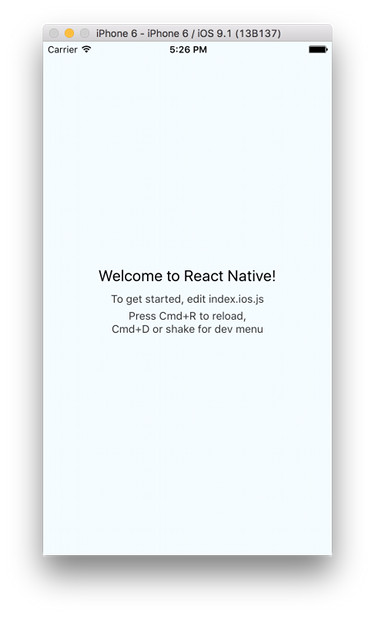 iPhone 6 - iPhone 6 / iOS 9.1 (13B137)
Carrier 5:26 PM
Welcome to React Native!
To get started, edit index.ios.js
Press Cmd+R to reload,
Cmd+D or shake for dev menu